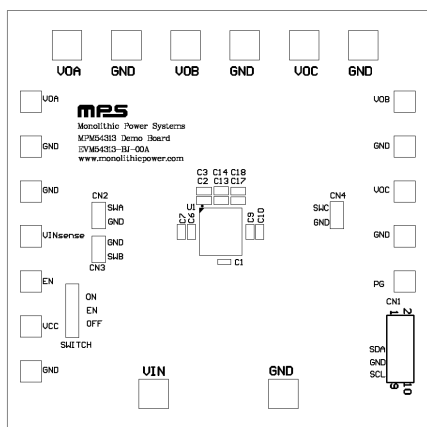 VOA GND VOB GND VOC GND
VOA
GND
GND
VINsense
EN
VCC
GND
mps
Monolithic Power Systems
MPM54313 Demo Board
EVM54313-BJ-00A
www.monolithicpower.com
CN2
SWA
GND
GND
SWB
CN3
ON
EN
OFF
SWITCH
C3 C14 C18
C2 C13 C17
U1
C7 C6
C9 C10
C1
CN4
SWC
GND
VOB
GND
VOC
GND
PG
CN1
1 2
SDA
GND
SCL
9 10
VIN GND